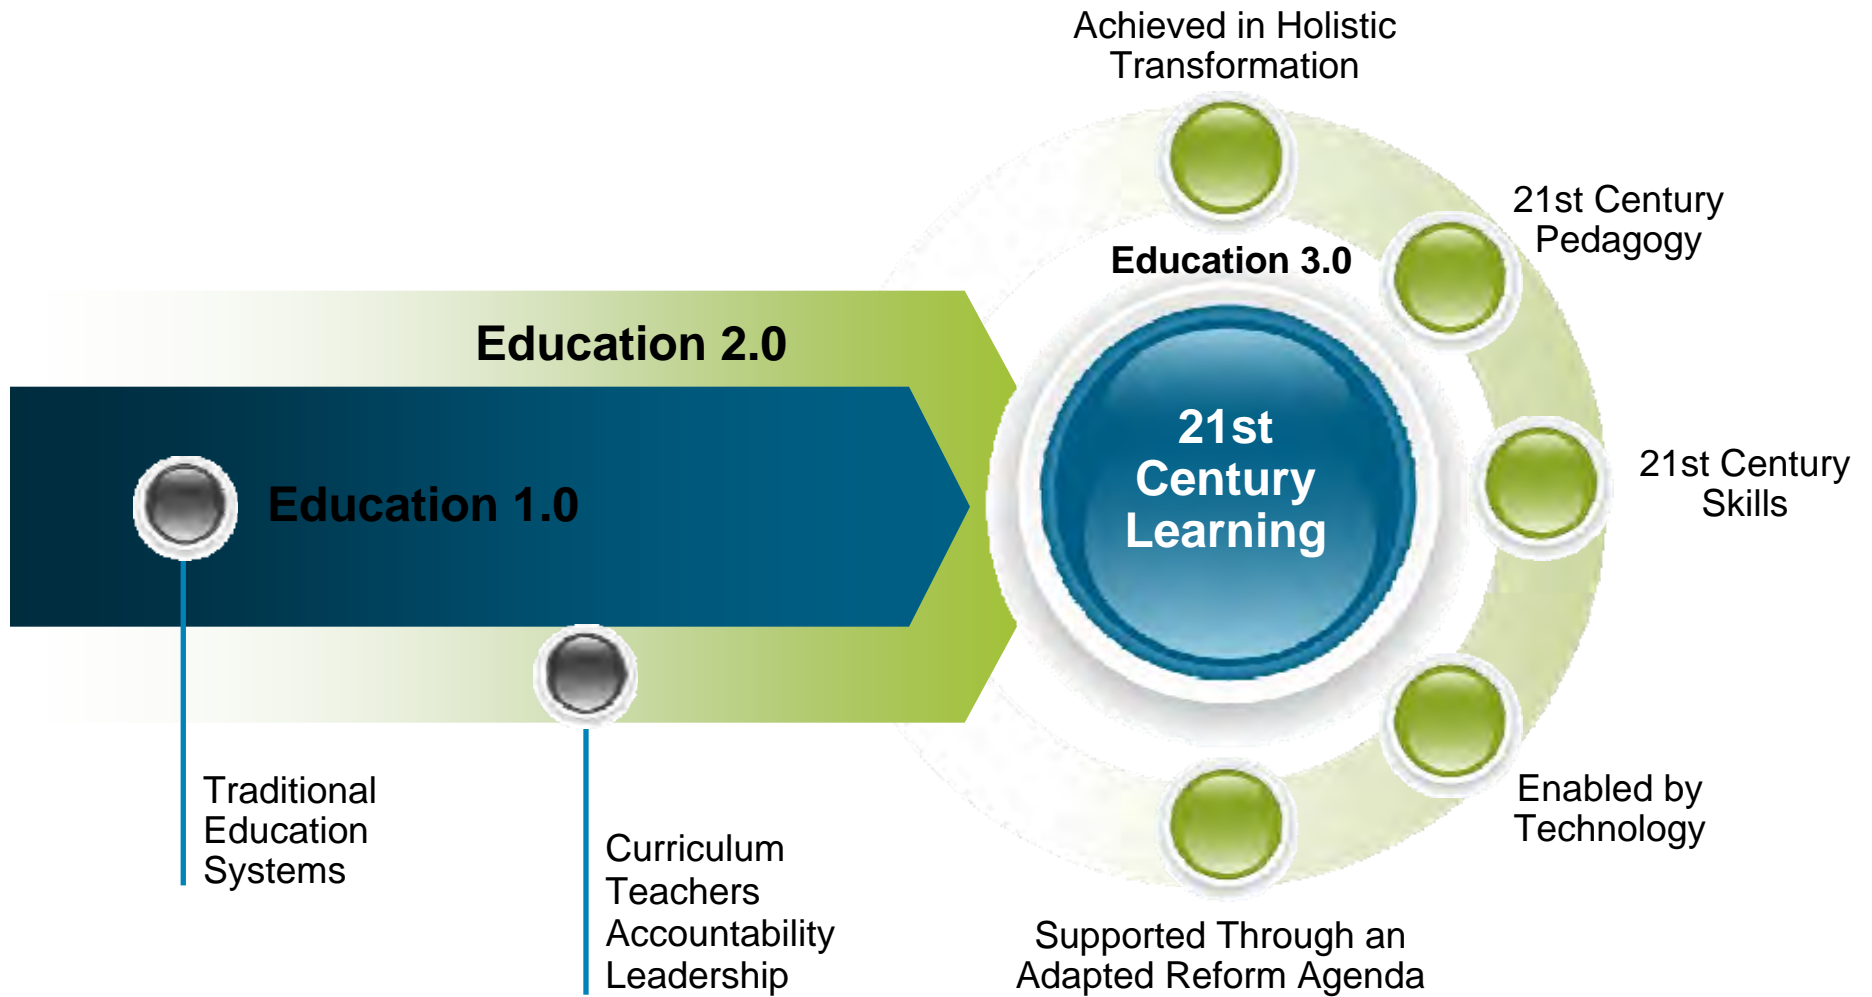 Achieved in Holistic
Transformation
21st Century
Pedagogy
Education 3.0
Education 2.0
21st
Century
Learning
21st Century
Skills
Education 1.0
Traditional
Education
Systems
Enabled by
Technology
Curriculum
Teachers
Accountability
Leadership
Supported Through an
Adapted Reform Agenda